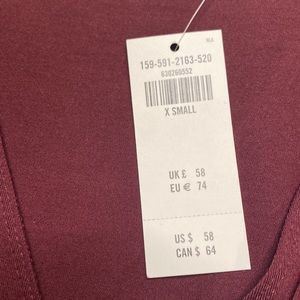 N/A
159-591-2163-520
630260552
X SMALL
UK £ 58
EU € 74
US $ 58
CAN $ 64